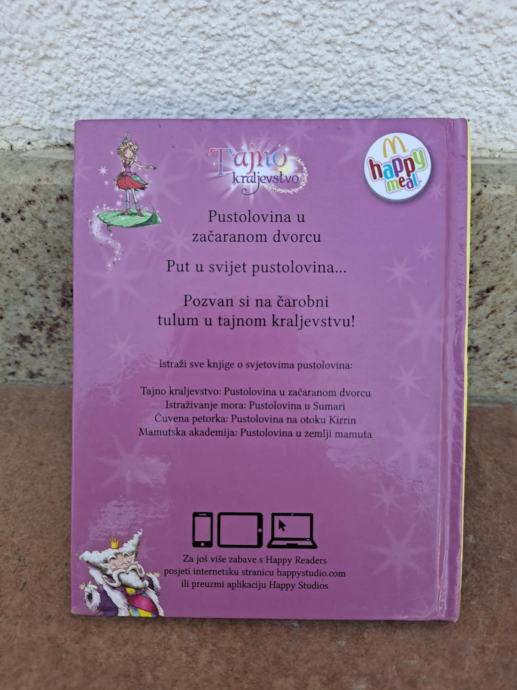 Tajno
kraljevstvo
happy
meal
Pustolovina u
začaranom dvorcu
Put u svijet pustolovina...
Pozvan si na čarobni
tulum u tajnom kraljevstvu!
Istraži sve knjige o svjetovima pustolovina:
Tajno kraljevstvo: Pustolovina u začaranom dvorcu
Istraživanje mora: Pustolovina u Sumari
Čuvena petorka: Pustolovina na otoku Kirrin
Mamutska akademija: Pustolovina u zemlji mamuta
Za još više zabave s Happy Readers
posjeti internetsku stranicu happystudio.com
ili preuzmi aplikaciju Happy Studios